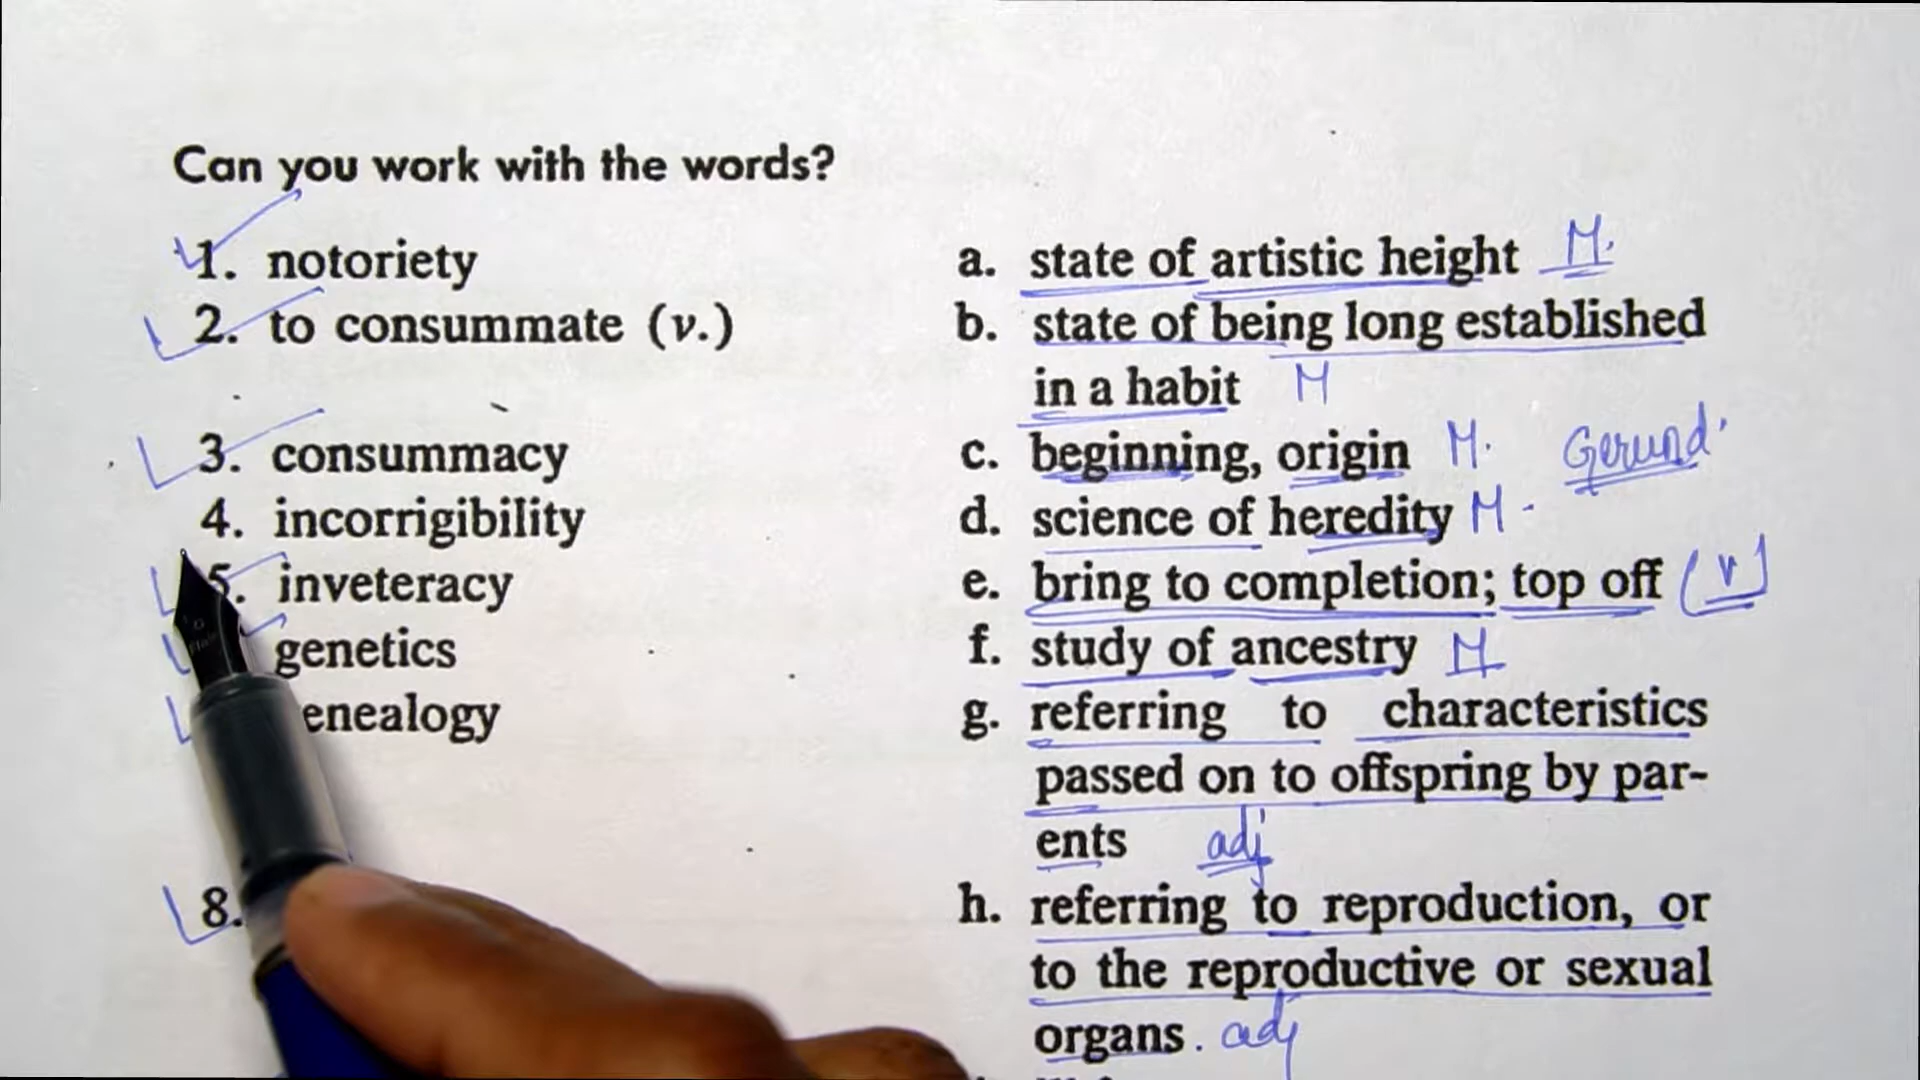 Can you work with the words?
1. notoriety
2. to consummate (v.)
3. consummacy
4. incorrigibility
5. inveteracy
genetics
enealogy
8.
a. state of artistic height N.
b. state of being long established
in a habit N
c. beginning, origin N. Gerund
d. science of heredity N -
e. bring to completion; top off (v)
f. study of ancestry N
g. referring to characteristics
passed on to offspring by par-
ents adj
h. referring to reproduction, or
to the reproductive or sexual
organs. adj